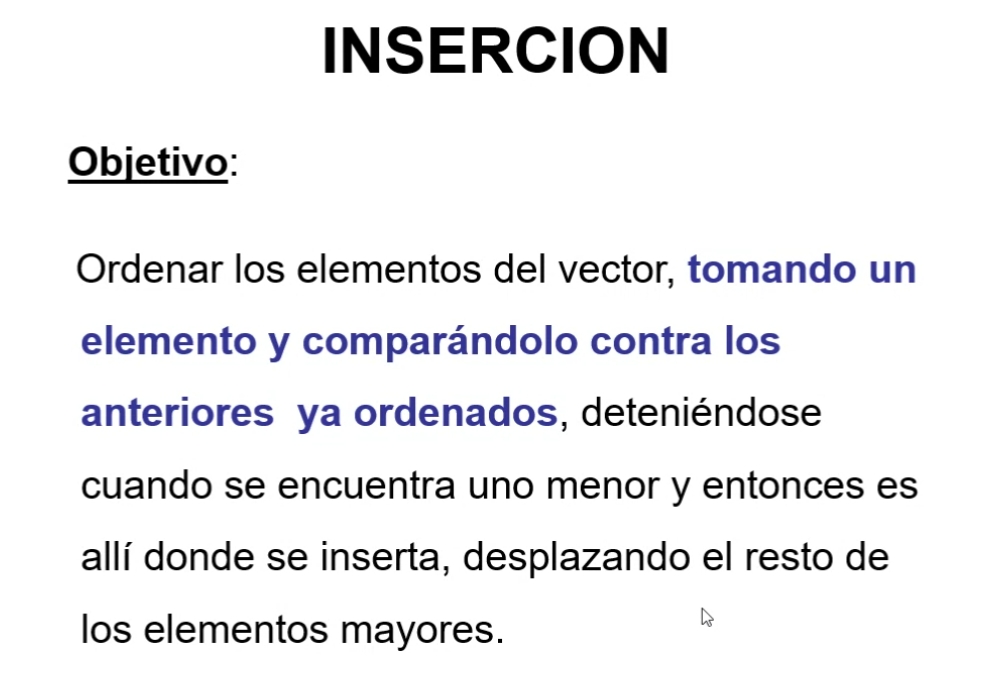 INSERCION
Objetivo:
Ordenar los elementos del vector, tomando un
elemento y comparándolo contra los
anteriores  ya ordenados, deteniéndose
cuando se encuentra uno menor y entonces es
allí donde se inserta, desplazando el resto de
los elementos mayores.